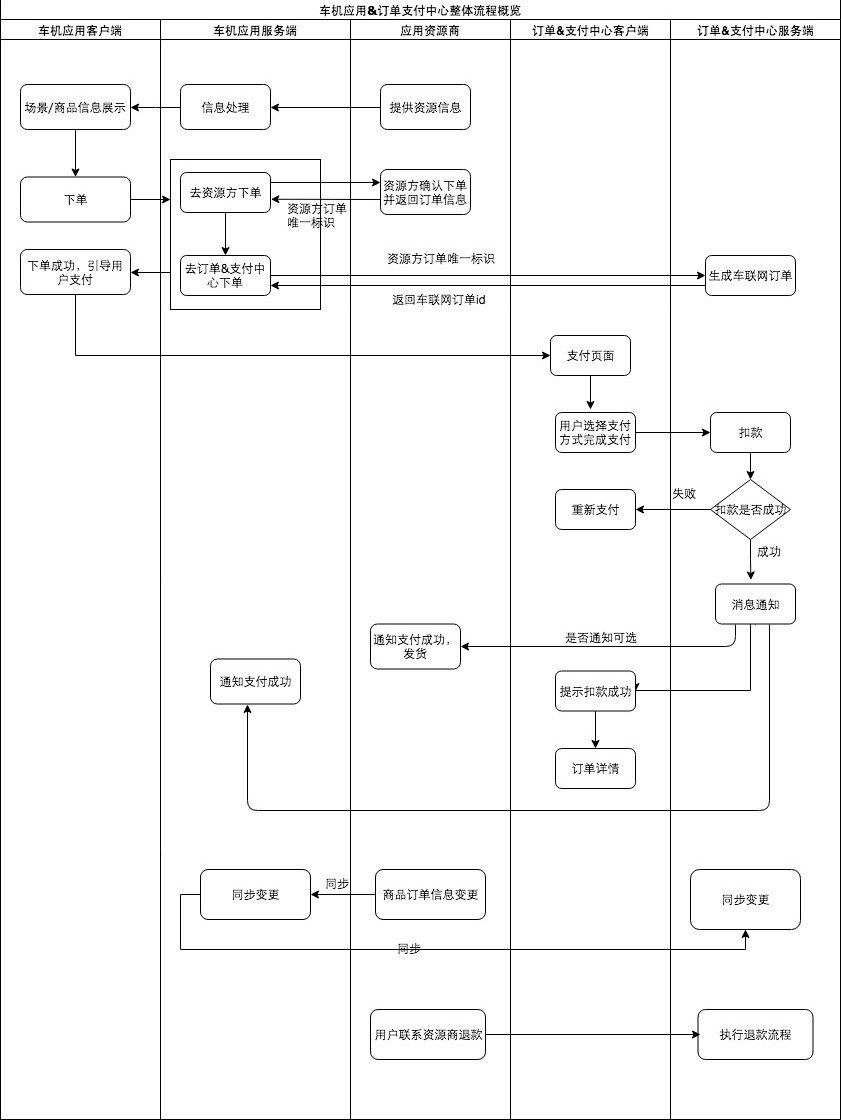 车机应用&订单支付中心整体流程概览
车机应用客户端
车机应用服务端
应用资源商
订单&支付中心客户端
订单&支付中心服务端
场景/商品信息展示
信息处理
提供资源信息
下单
去资源方下单
资源方确认下单
并返回订单信息
资源方订单
唯一标识
下单成功，引导用
户支付
去订单&支付中
心下单
资源方订单唯一标识
生成车联网订单
返回车联网订单id
支付页面
用户选择支付
方式完成支付
扣款
失败
重新支付
扣款是否成功
成功
消息通知
通知支付成功，
发货
是否通知可选
通知支付成功
提示扣款成功
订单详情
同步变更
同步
商品订单信息变更
同步变更
同步
用户联系资源商退款
执行退款流程